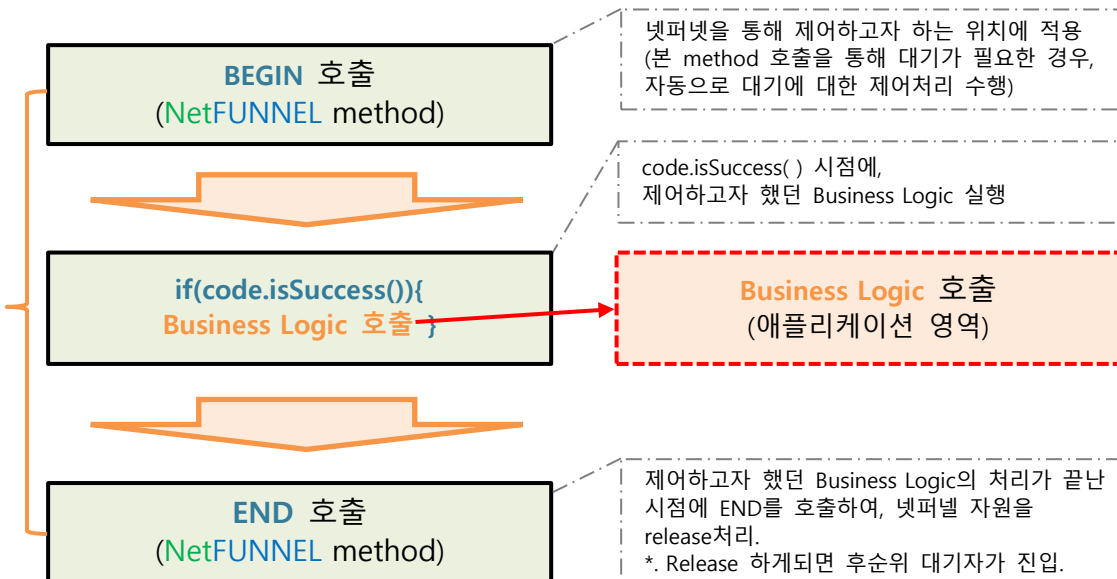 BEGIN 호출
(NetFUNNEL method)
넷퍼넷을 통해 제어하고자 하는 위치에 적용
(본 method 호출을 통해 대기가 필요한 경우,
자동으로 대기에 대한 제어처리 수행)
code.isSuccess( ) 시점에,
제어하고자 했던 Business Logic 실행
if(code.isSuccess()){
Business Logic 호출 }
Business Logic 호출
(애플리케이션 영역)
END 호출
(NetFUNNEL method)
제어하고자 했던 Business Logic의 처리가 끝난
시점에 END를 호출하여, 넷퍼넬 자원을
release처리.
*. Release 하게되면 후순위 대기자가 진입.